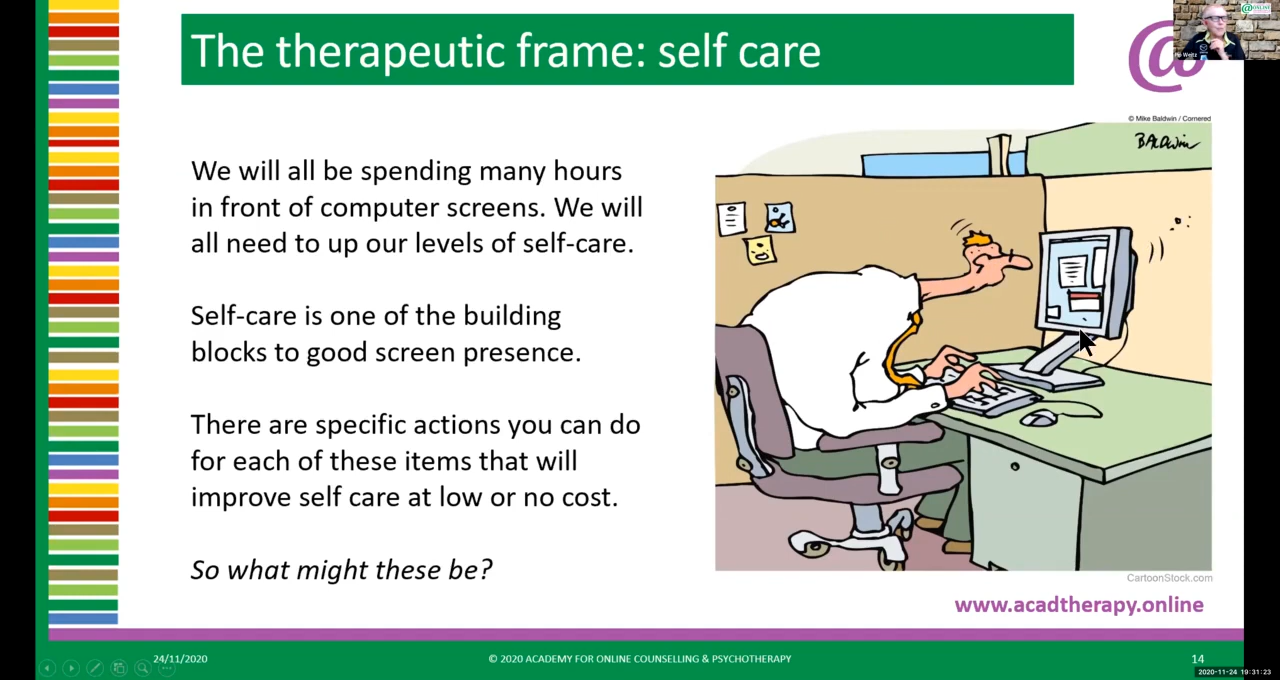 The therapeutic frame: self care
@ONLINE
© Mike Baldwin / Cornered
BALDWIN
We will all be spending many hours
in front of computer screens. We will
all need to up our levels of self-care.
Self-care is one of the building
blocks to good screen presence.
There are specific actions you can do
for each of these items that will
improve self care at low or no cost.
So what might these be?
CartoonStock.com
www.acadtherapy.online
24/11/2020
© 2020 ACADEMY FOR ONLINE COUNSELLING & PSYCHOTHERAPY
14
2020-11-24 19:31:23